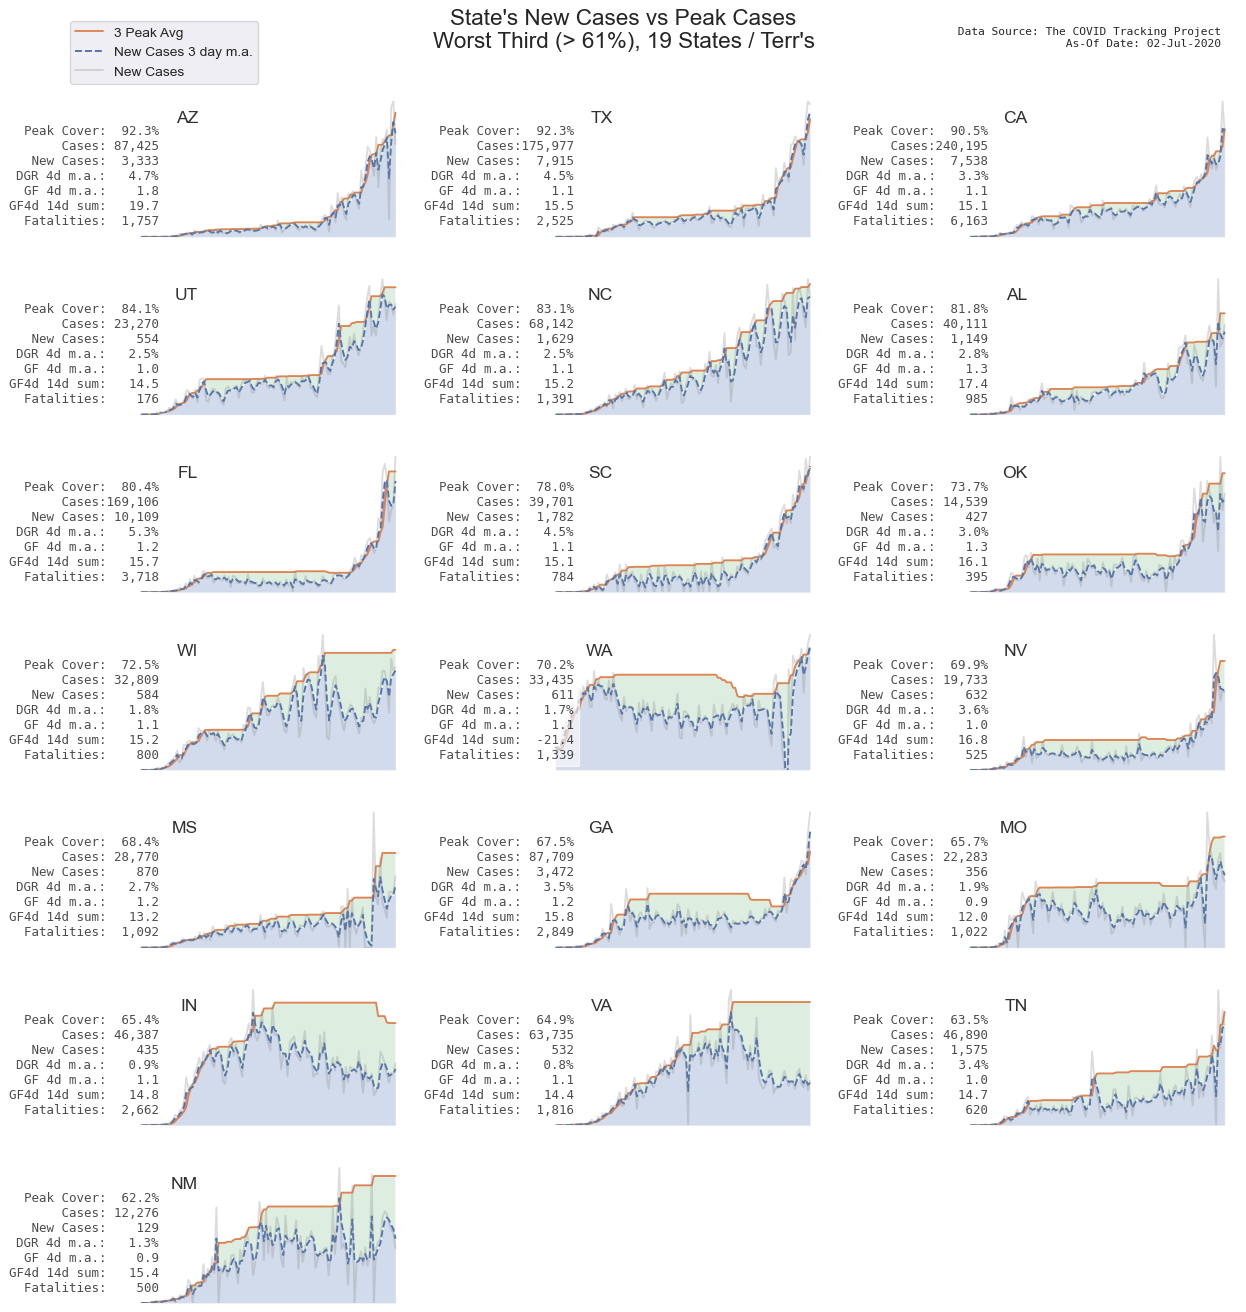 State's New Cases vs Peak Cases
Worst Third (> 61%), 19 States / Terr's
3 Peak Avg
New Cases 3 day m.a.
New Cases
Data Source: The COVID Tracking Project
As-Of Date: 02-Jul-2020
AZ
Peak Cover: 92.3%
Cases: 87,425
New Cases: 3,333
DGR 4d m.a.: 4.7%
GF 4d m.a.: 1.8
GF4d 14d sum: 19.7
Fatalities: 1,757
TX
Peak Cover: 92.3%
Cases:175,977
New Cases: 7,915
DGR 4d m.a.: 4.5%
GF 4d m.a.: 1.1
GF4d 14d sum: 15.5
Fatalities: 2,525
CA
Peak Cover: 90.5%
Cases:240,195
New Cases: 7,538
DGR 4d m.a.: 3.3%
GF 4d m.a.: 1.1
GF4d 14d sum: 15.1
Fatalities: 6,163
UT
Peak Cover: 84.1%
Cases: 23,270
New Cases: 554
DGR 4d m.a.: 2.5%
GF 4d m.a.: 1.0
GF4d 14d sum: 14.5
Fatalities: 176
NC
Peak Cover: 83.1%
Cases: 68,142
New Cases: 1,629
DGR 4d m.a.: 2.5%
GF 4d m.a.: 1.1
GF4d 14d sum: 15.2
Fatalities: 1,391
AL
Peak Cover: 81.8%
Cases: 40,111
New Cases: 1,149
DGR 4d m.a.: 2.8%
GF 4d m.a.: 1.3
GF4d 14d sum: 17.4
Fatalities: 985
FL
Peak Cover: 80.4%
Cases:169,106
New Cases: 10,109
DGR 4d m.a.: 5.3%
GF 4d m.a.: 1.2
GF4d 14d sum: 15.7
Fatalities: 3,718
SC
Peak Cover: 78.0%
Cases: 39,701
New Cases: 1,782
DGR 4d m.a.: 4.5%
GF 4d m.a.: 1.1
GF4d 14d sum: 15.1
Fatalities: 784
OK
Peak Cover: 73.7%
Cases: 14,539
New Cases: 427
DGR 4d m.a.: 3.0%
GF 4d m.a.: 1.3
GF4d 14d sum: 16.1
Fatalities: 395
WI
Peak Cover: 72.5%
Cases: 32,809
New Cases: 584
DGR 4d m.a.: 1.8%
GF 4d m.a.: 1.1
GF4d 14d sum: 15.2
Fatalities: 800
WA
Peak Cover: 70.2%
Cases: 33,435
New Cases: 611
DGR 4d m.a.: 1.7%
GF 4d m.a.: 1.1
GF4d 14d sum: -21.4
Fatalities: 1,339
NV
Peak Cover: 69.9%
Cases: 19,733
New Cases: 632
DGR 4d m.a.: 3.6%
GF 4d m.a.: 1.0
GF4d 14d sum: 16.8
Fatalities: 525
MS
Peak Cover: 68.4%
Cases: 28,770
New Cases: 870
DGR 4d m.a.: 2.7%
GF 4d m.a.: 1.2
GF4d 14d sum: 13.2
Fatalities: 1,092
GA
Peak Cover: 67.5%
Cases: 87,709
New Cases: 3,472
DGR 4d m.a.: 3.5%
GF 4d m.a.: 1.2
GF4d 14d sum: 15.8
Fatalities: 2,849
MO
Peak Cover: 65.7%
Cases: 22,283
New Cases: 356
DGR 4d m.a.: 1.9%
GF 4d m.a.: 0.9
GF4d 14d sum: 12.0
Fatalities: 1,022
IN
Peak Cover: 65.4%
Cases: 46,387
New Cases: 435
DGR 4d m.a.: 0.9%
GF 4d m.a.: 1.1
GF4d 14d sum: 14.8
Fatalities: 2,662
VA
Peak Cover: 64.9%
Cases: 63,735
New Cases: 532
DGR 4d m.a.: 0.8%
GF 4d m.a.: 1.1
GF4d 14d sum: 14.4
Fatalities: 1,816
TN
Peak Cover: 63.5%
Cases: 46,890
New Cases: 1,575
DGR 4d m.a.: 3.4%
GF 4d m.a.: 1.0
GF4d 14d sum: 14.7
Fatalities: 620
NM
Peak Cover: 62.2%
Cases: 12,276
New Cases: 129
DGR 4d m.a.: 1.3%
GF 4d m.a.: 0.9
GF4d 14d sum: 15.4
Fatalities: 500